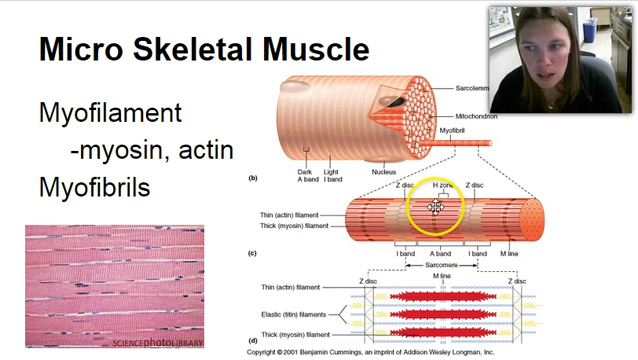 Micro Skeletal Muscle
Myofilament
-myosin, actin
Myofibrils
Sarcolemm
Mitochondrion
Myofibril
Dark
A band
Light
I band
Nucleus
(b)
Z disc
H zone
Z disc
Thin (actin) filament
Thick (myosin) filament
(c)
I band
A band
I band
M line
Sarcomere
M line
Z disc
Z disc
Thin (actin) filament
Elastic (titin) filaments
Thick (myosin) filament
(d)
SCIENCEphotoLIBRARY
Copyright © 2001 Benjamin Cummings, an imprint of Addison Wesley Longman, Inc.